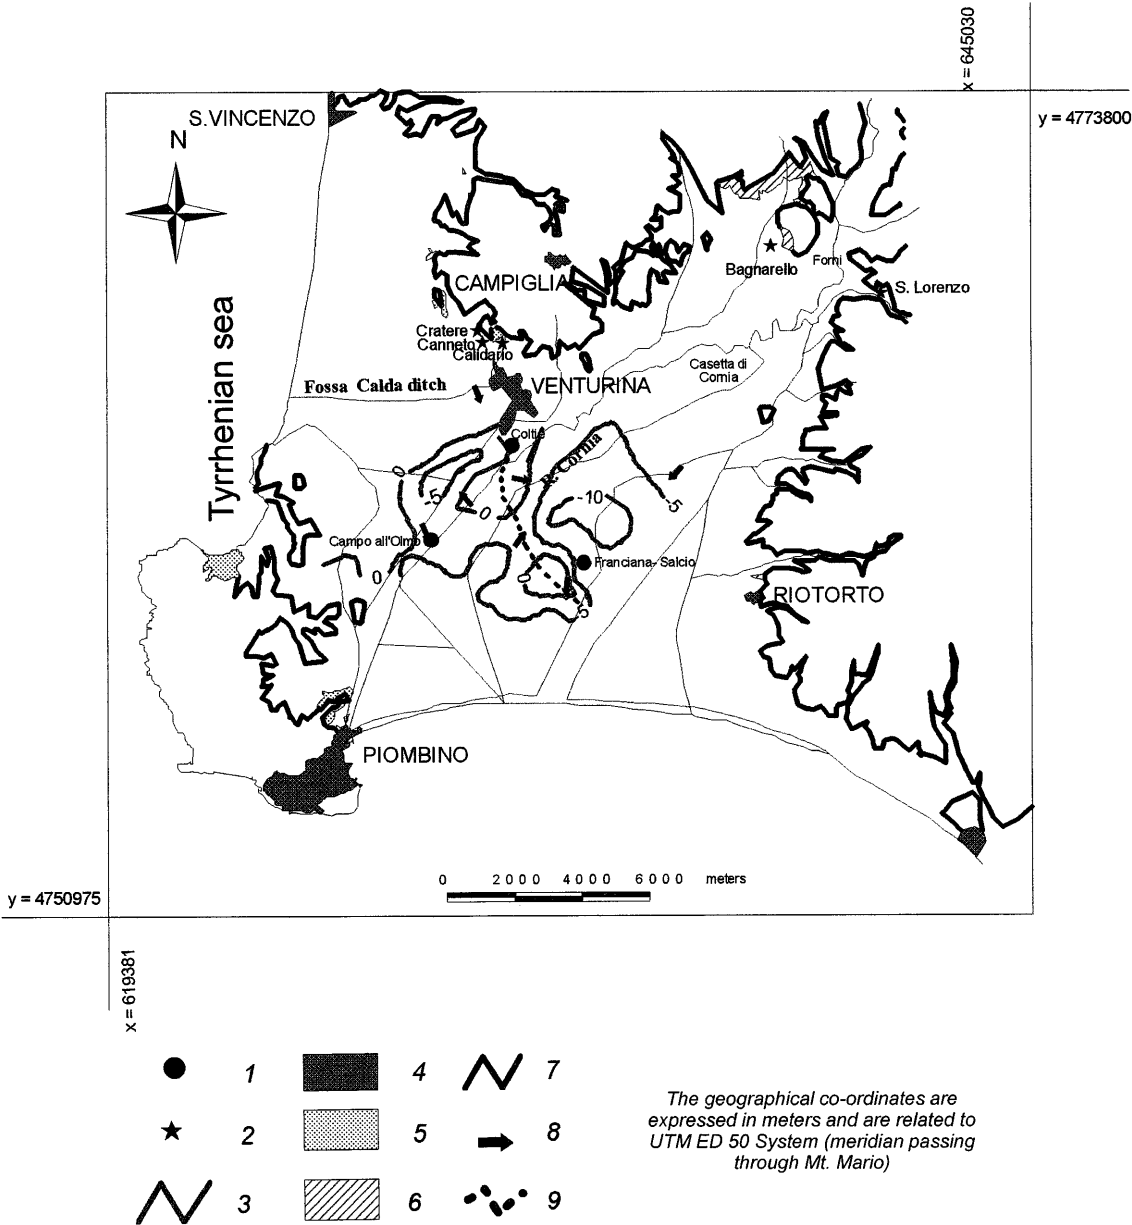 x = 645030
y = 4773800
S.VINCENZO
N
Bagnarello
Forni
S. Lorenzo
CAMPIGLIA
Tyrrhenian sea
Cratere
Canneto
Calidario
Casetta di
Cornia
Fossa Calda ditch
VENTURINA
Coltie
R. Cornia
0
-5
-10
-5
0
Campo all'Olmo
Franciana- Salcio
0
0
-5
RIOTORTO
PIOMBINO
0 2000 4000 6000 meters
y = 4750975
x = 619381
1 4 7
2 5 8
3 6 9
The geographical co-ordinates are
expressed in meters and are related to
UTM ED 50 System (meridian passing
through Mt. Mario)